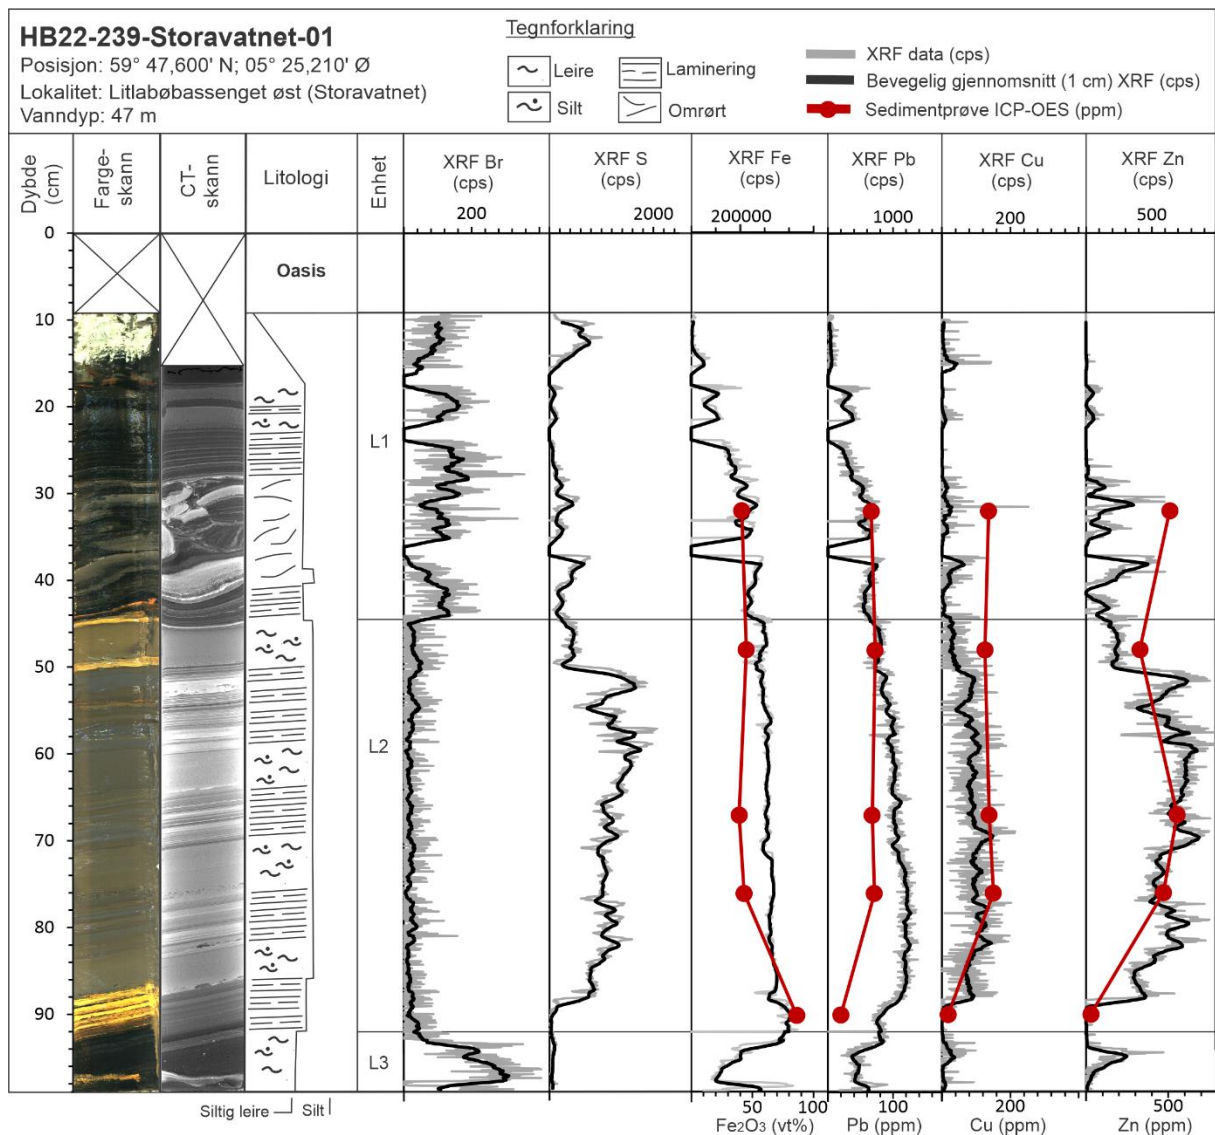 HB22-239-Storavatnet-01
Posisjon: 59° 47,600' N; 05° 25,210' Ø
Lokalitet: Litlabøbassenget øst (Storavatnet)
Vanndyp: 47 m
Tegnforklaring
Leire
Laminering
Silt
Omrørt
XRF data (cps)
Bevegelig gjennomsnitt (1 cm) XRF (cps)
Sedimentprøve ICP-OES (ppm)
Dybde
(cm)
Farge-
skann
CT-
skann
Litologi
Enhet
XRF Br
(cps)
200
XRF S
(cps)
2000
XRF Fe
(cps)
200000
XRF Pb
(cps)
1000
XRF Cu
(cps)
200
XRF Zn
(cps)
500
0
10
20
30
40
50
60
70
80
90
Oasis
L1
L2
L3
Siltig leire
Silt
50
100
Fe2O3 (vt%)
100
Pb (ppm)
200
Cu (ppm)
500
Zn (ppm)